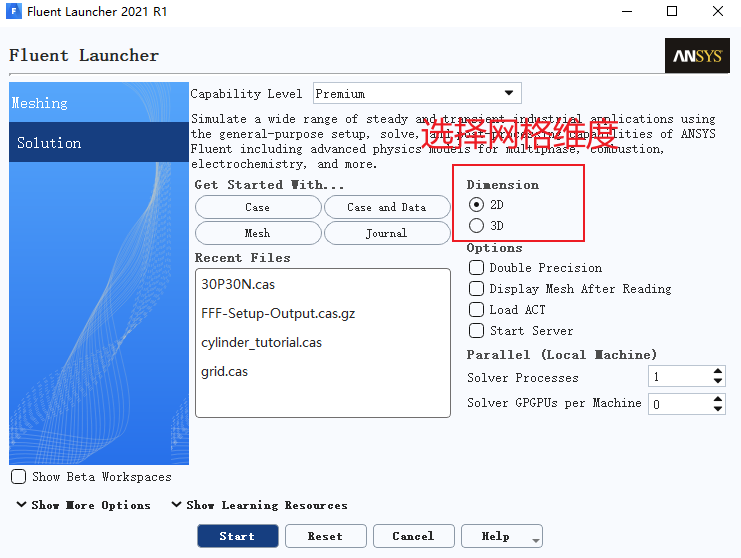 Fluent Launcher 2021 R1
Fluent Launcher
ANSYS
Meshing
Solution
Capability Level Premium
Simulate a wide range of steady and transient industrial applications using
the general-purpose setup, solve, and post-processing capabilities of ANSYS
Fluent including advanced physics models for multiphase, combustion,
electrochemistry, and more.
选择网格维度
Get Started With...
Case
Case and Data
Mesh
Journal
Recent Files
30P30N.cas
FFF-Setup-Output.cas.gz
cylinder_tutorial.cas
grid.cas
Dimension
2D
3D
Options
Double Precision
Display Mesh After Reading
Load ACT
Start Server
Parallel (Local Machine)
Solver Processes 1
Solver GPGPUs per Machine 0
Show Beta Workspaces
Show More Options Show Learning Resources
Start Reset Cancel Help